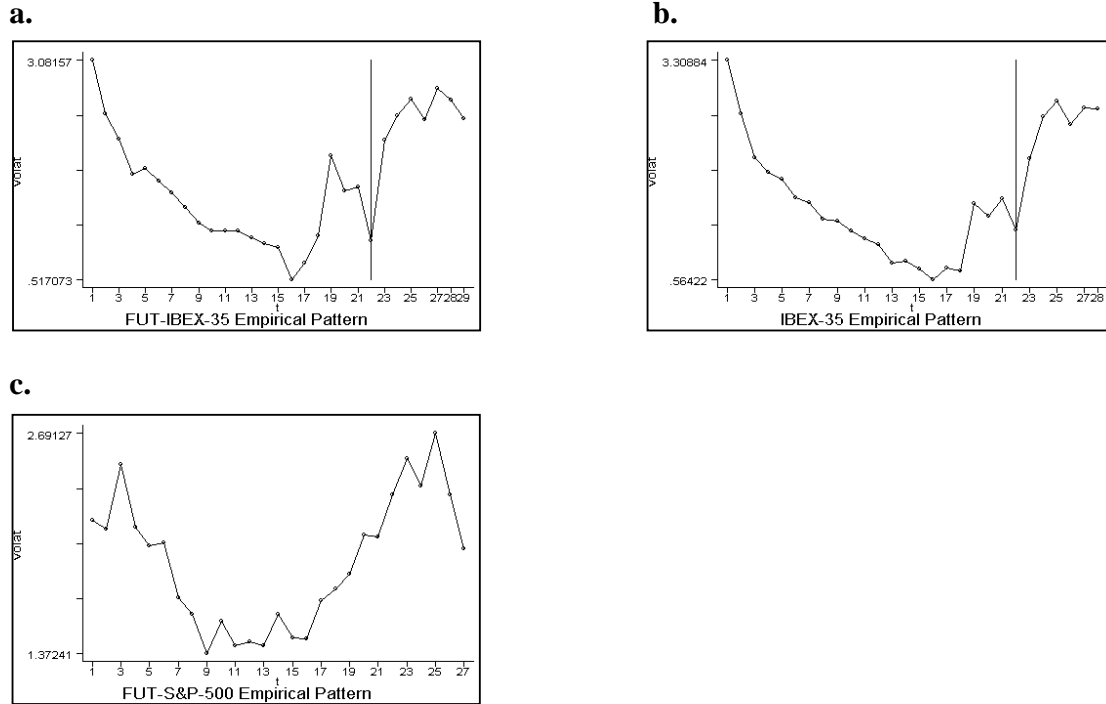 a.
3.08157
Volat
.517073
1 3 5 7 9 11 13 15 17 19 21 23 25 272829
t
FUT-IBEX-35 Empirical Pattern
b.
3.30884
Volat
.56422
1 3 5 7 9 11 13 15 17 19 21 23 25 2728
t
IBEX-35 Empirical Pattern
c.
2.69127
Volat
1.37241
1 3 5 7 9 11 13 15 17 19 21 23 25 27
t
FUT-S&P-500 Empirical Pattern